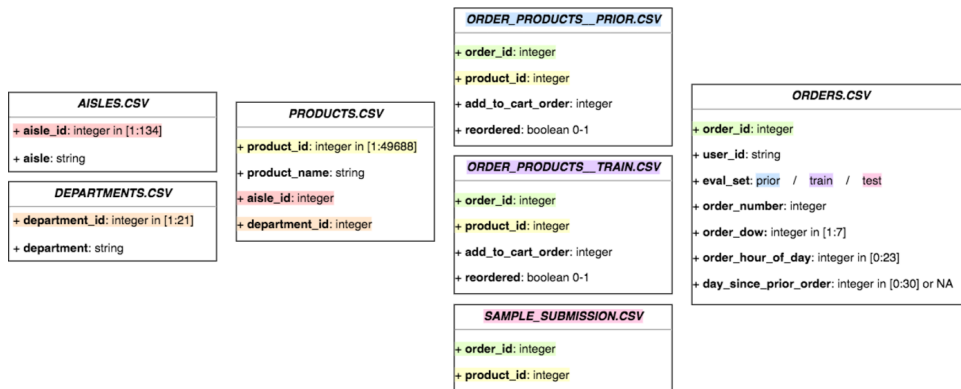 AISLES.CSV
+ aisle_id: integer in [1:134]
+ aisle: string
DEPARTMENTS.CSV
+ department_id: integer in [1:21]
+ department: string
PRODUCTS.CSV
+ product_id: integer in [1:49688]
+ product_name: string
+ aisle_id: integer
+ department_id: integer
ORDER_PRODUCTS__PRIOR.CSV
+ order_id: integer
+ product_id: integer
+ add_to_cart_order: integer
+ reordered: boolean 0-1
ORDER_PRODUCTS__TRAIN.CSV
+ order_id: integer
+ product_id: integer
+ add_to_cart_order: integer
+ reordered: boolean 0-1
SAMPLE_SUBMISSION.CSV
+ order_id: integer
+ product_id: integer
ORDERS.CSV
+ order_id: integer
+ user_id: string
+ eval_set: prior / train / test
+ order_number: integer
+ order_dow: integer in [1:7]
+ order_hour_of_day: integer in [0:23]
+ day_since_prior_order: integer in [0:30] or NA